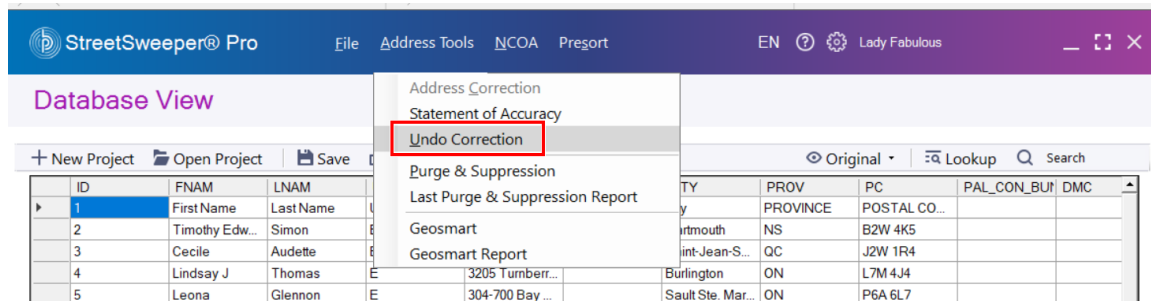 StreetSweeper® Pro File Address Tools NCOA Presort EN Lady Fabulous
Database View
Address Correction
Statement of Accuracy
Undo Correction
Purge & Suppression
Last Purge & Suppression Report
Geosmart
Geosmart Report
New Project Open Project Save Original Lookup Search
ID FNAM LNAM TY PROV PC PAL_CON_BUN DMC
1 First Name Last Name PROVINCE POSTAL CO...
2 Timothy Edw... Simon artmouth NS B2W 4K5
3 Cecile Audette int-Jean-S... QC J2W 1R4
4 Lindsay J Thomas E 3205 Turnberr... Burlington ON L7M 4J4
5 Leona Glennon E 304-700 Bay ... Sault Ste. Mar... ON P6A 6L7